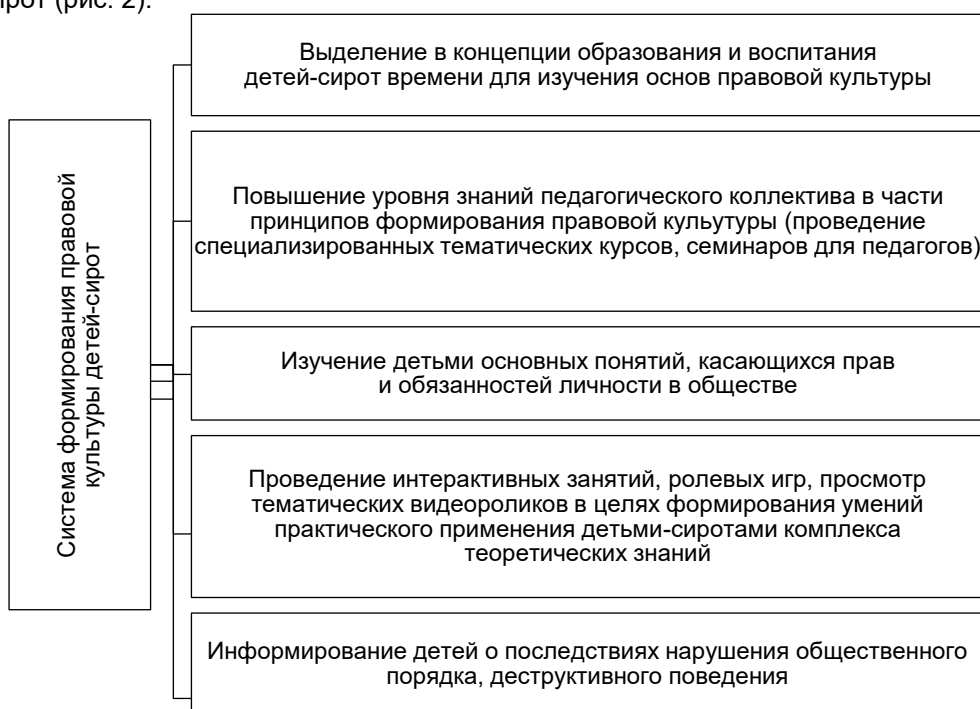 ирот (рис. 2).
Выделение в концепции образования и воспитания
детей-сирот времени для изучения основ правовой культуры
Повышение уровня знаний педагогического коллектива в части
принципов формирования правовой кульутуры (проведение
специализированных тематических курсов, семинаров для педагогов)
Система формирования правовой
культуры детей-сирот
Изучение детьми основных понятий, касающихся прав
и обязанностей личности в обществе
Проведение интерактивных занятий, ролевых игр, просмотр
тематических видеороликов в целях формирования умений
практического применения детьми-сиротами комплекса
теоретических знаний
Информирование детей о последствиях нарушения общественного
порядка, деструктивного поведения